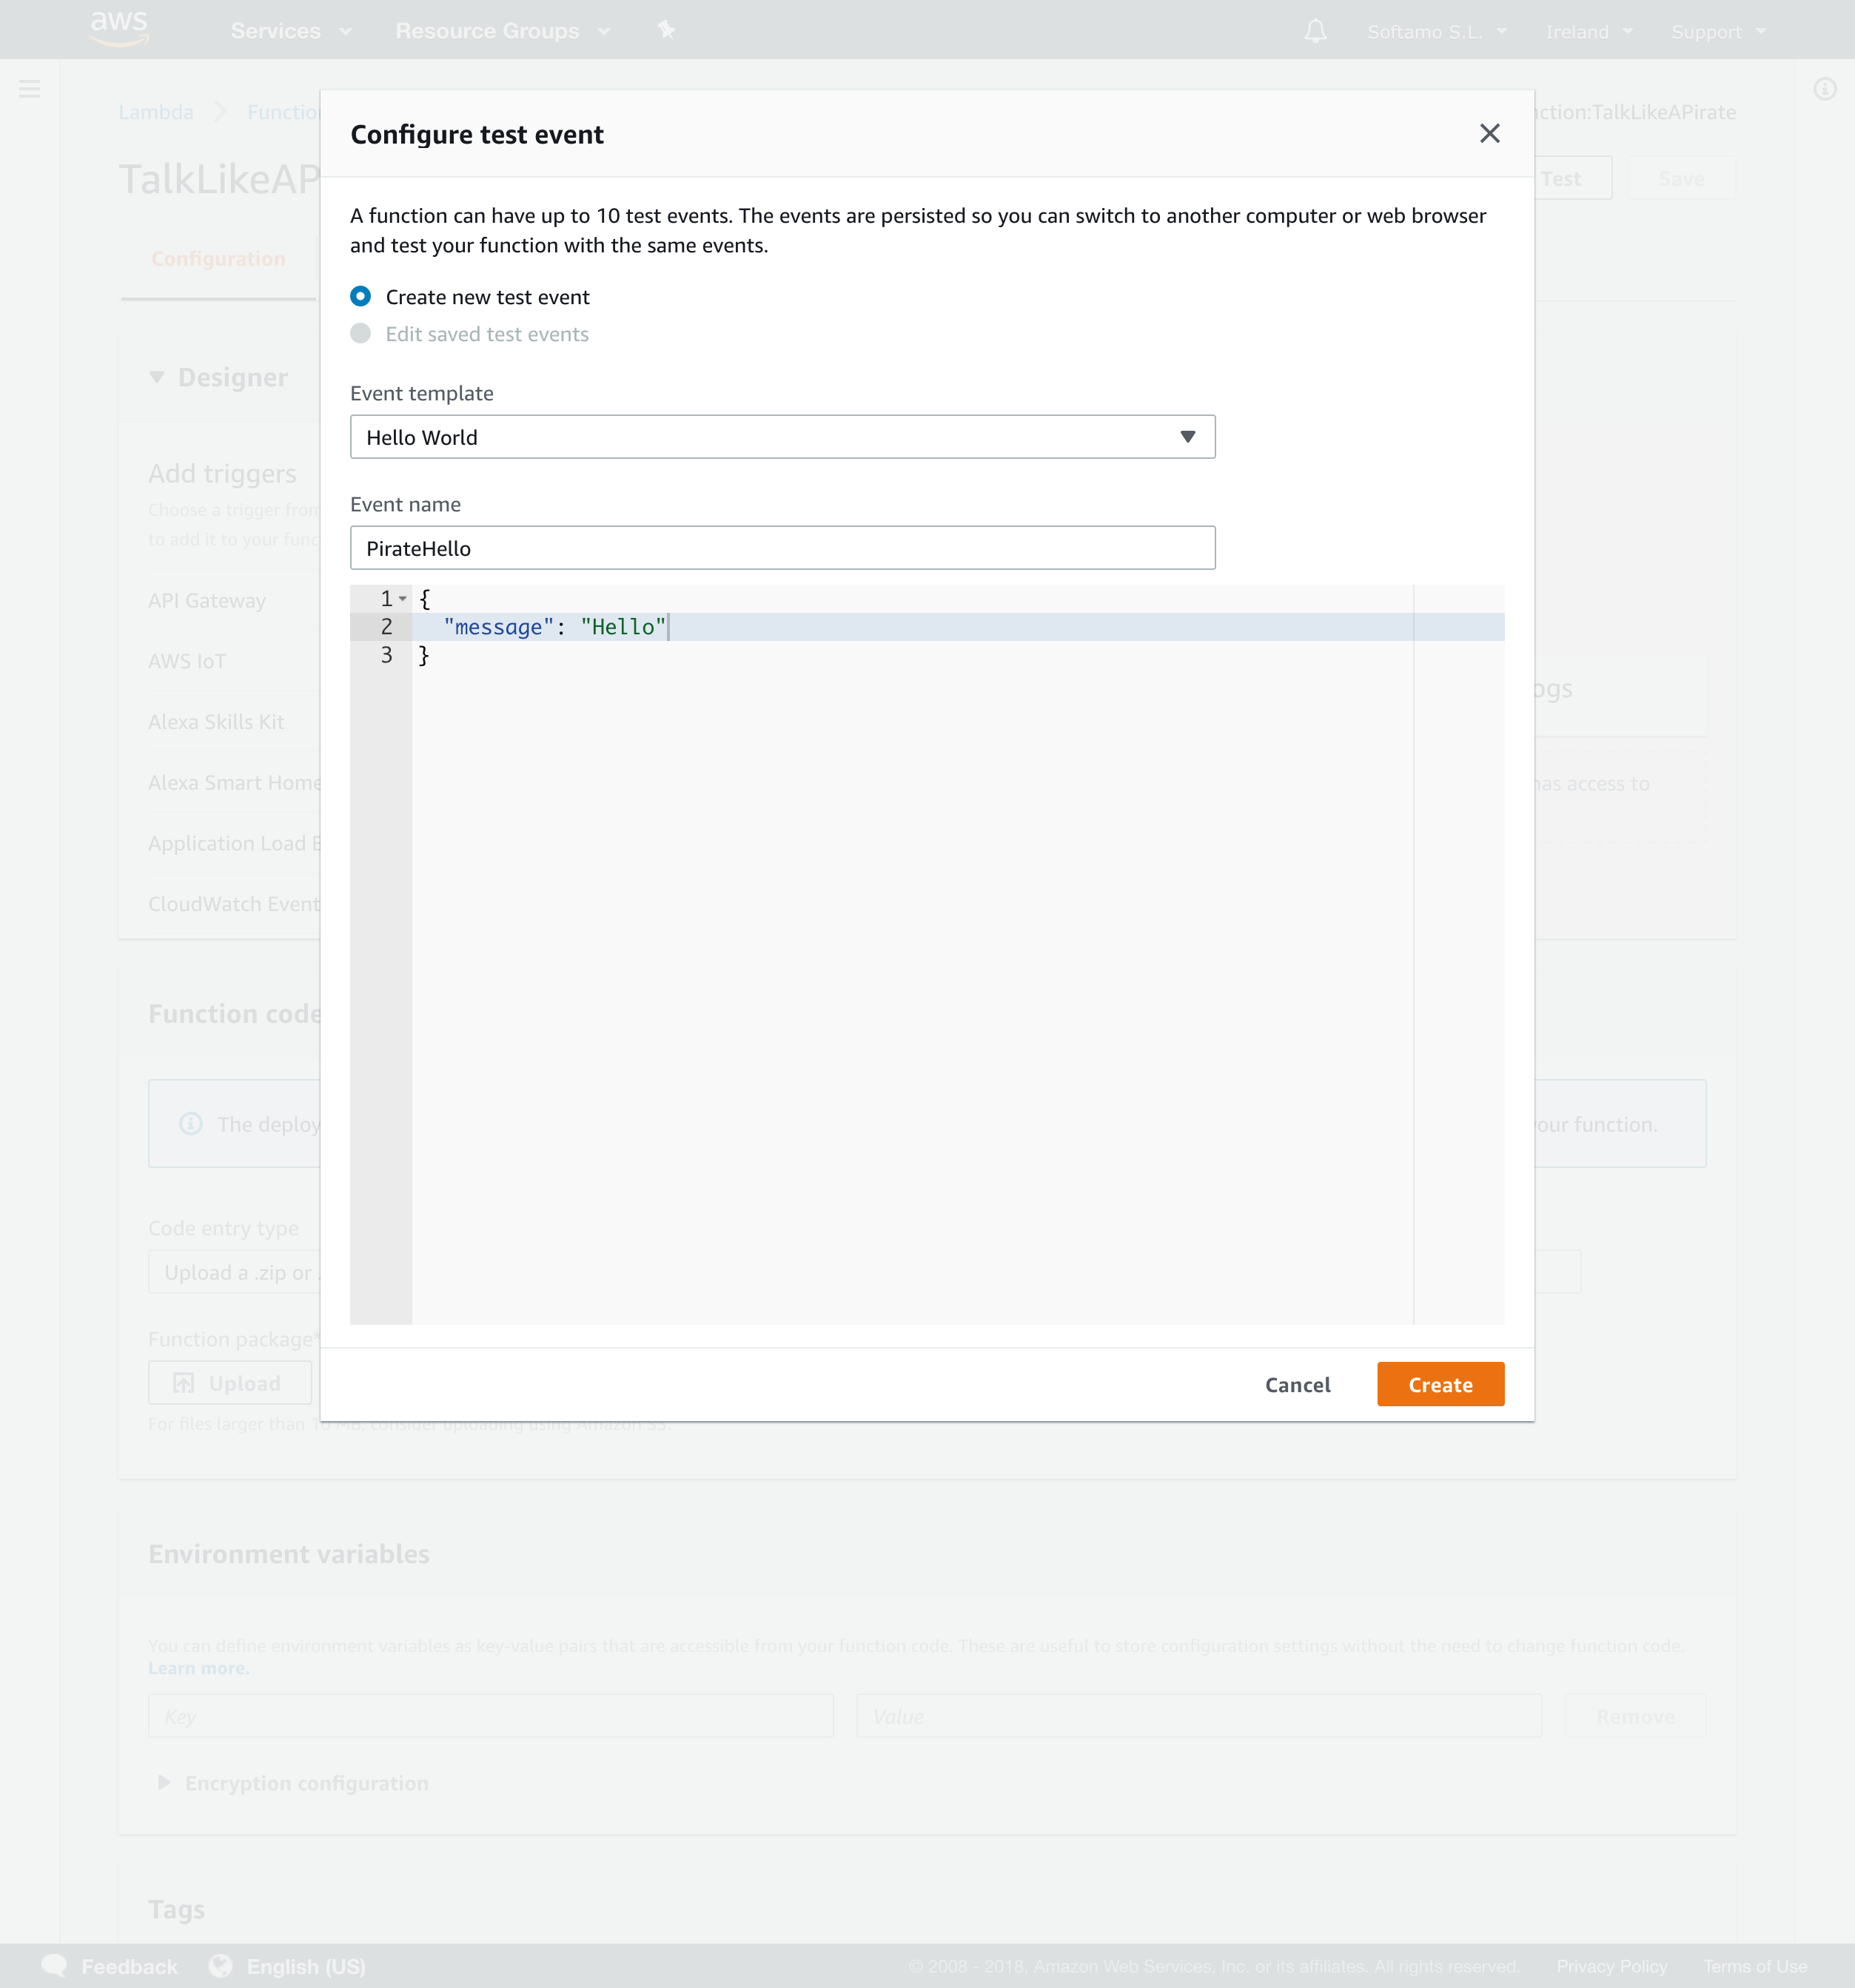 aws
Services
Resource Groups
Softamo S.L.
Ireland
Support
Lambda
TalkLikeAPirate
Configure test event
Test
Save
A function can have up to 10 test events. The events are persisted so you can switch to another computer or web browser
and test your function with the same events.
Configuration
Create new test event
Edit saved test events
Designer
Event template
Hello World
Add triggers
Choose a trigger from
to add it to your
Event name
PirateHello
1 {
2 "message": "Hello"
3 }
API Gateway
AWS IoT
Alexa Skills Kit
Alexa Smart Home
has access to
Application Load
CloudWatch
Function code
The
your function.
Code entry type
Upload a .zip or
Function package*
Upload
Cancel
Create
For files larger than 10 MB, consider uploading using Amazon S3.
Environment variables
You can define environment variables as key-value pairs that are accessible from your function code. These are useful to store configuration settings without the need to change function code.
Learn more.
Key
Value
Remove
Encryption configuration
Tags
Feedback
English (US)
© 2008 - 2018, Amazon Web Services, Inc. or its affiliates. All rights reserved.
Privacy Policy
Terms of Use